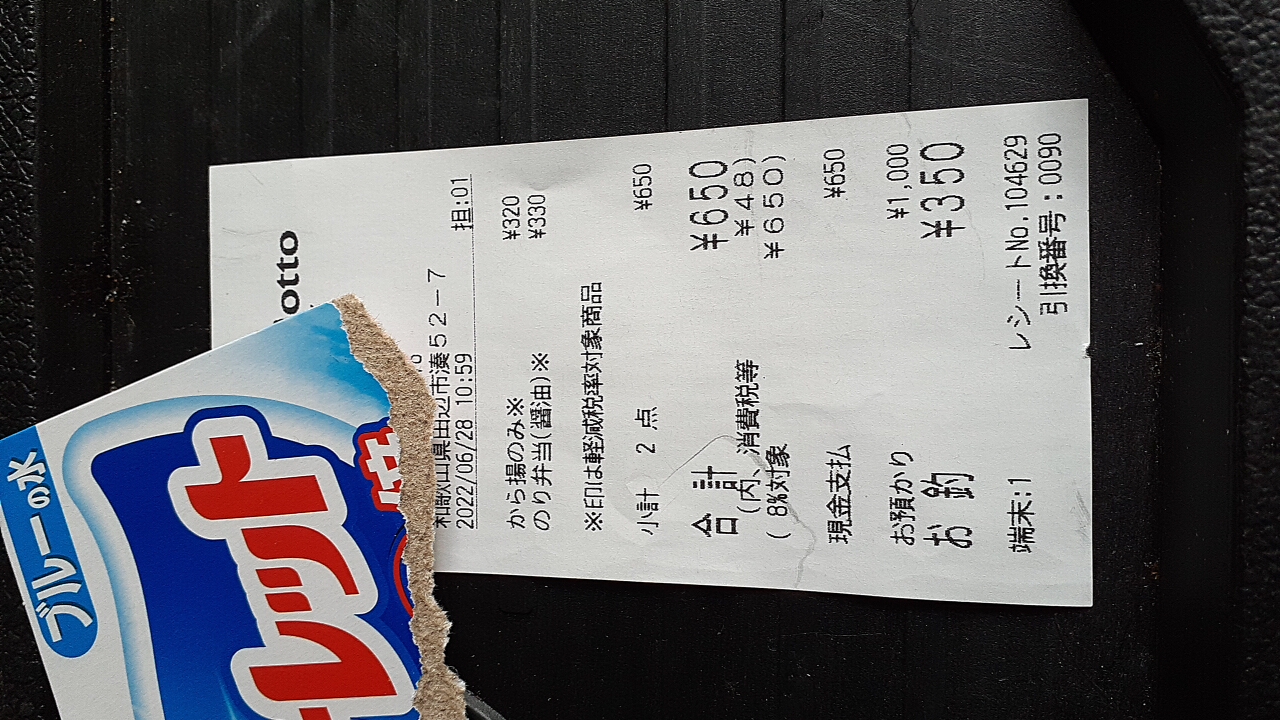 otto
和歌山県田辺市湊５２－７
2022/06/28 10:59 担:01
から揚のみ※ ¥320
のり弁当(醤油)※ ¥330
※印は軽減税率対象商品
小計 2 点 ¥650
合 計 ¥650
(内、消費税等 ¥４８)
( 8%対象 ¥６５０)
現金支払 ¥650
お預かり ¥1,000
お 釣 ¥350
レシートNo.104629
端末:1 引換番号:0090
ブルーの水
レット